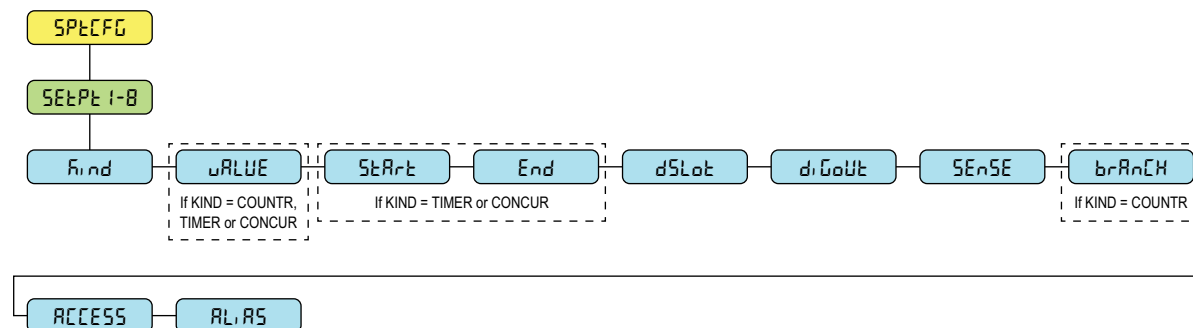 SPtCFG
SEtPt 1-8
Kind
vALUE
StArt
End
dSLot
diGoUt
SEnSE
brAnCH
If KIND = COUNTR,
TIMER or CONCUR
If KIND = TIMER or CONCUR
If KIND = COUNTR
ACCESS
ALiAS